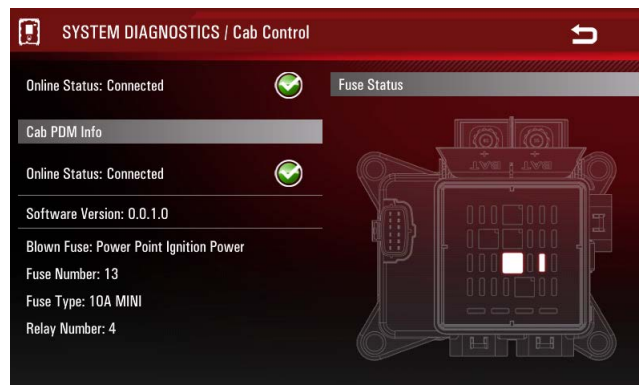 SYSTEM DIAGNOSTICS / Cab Control
Online Status: Connected
Fuse Status
Cab PDM Info
Online Status: Connected
Software Version: 0.0.1.0
Blown Fuse: Power Point Ignition Power
Fuse Number: 13
Fuse Type: 10A MINI
Relay Number: 4
BAT
BAT